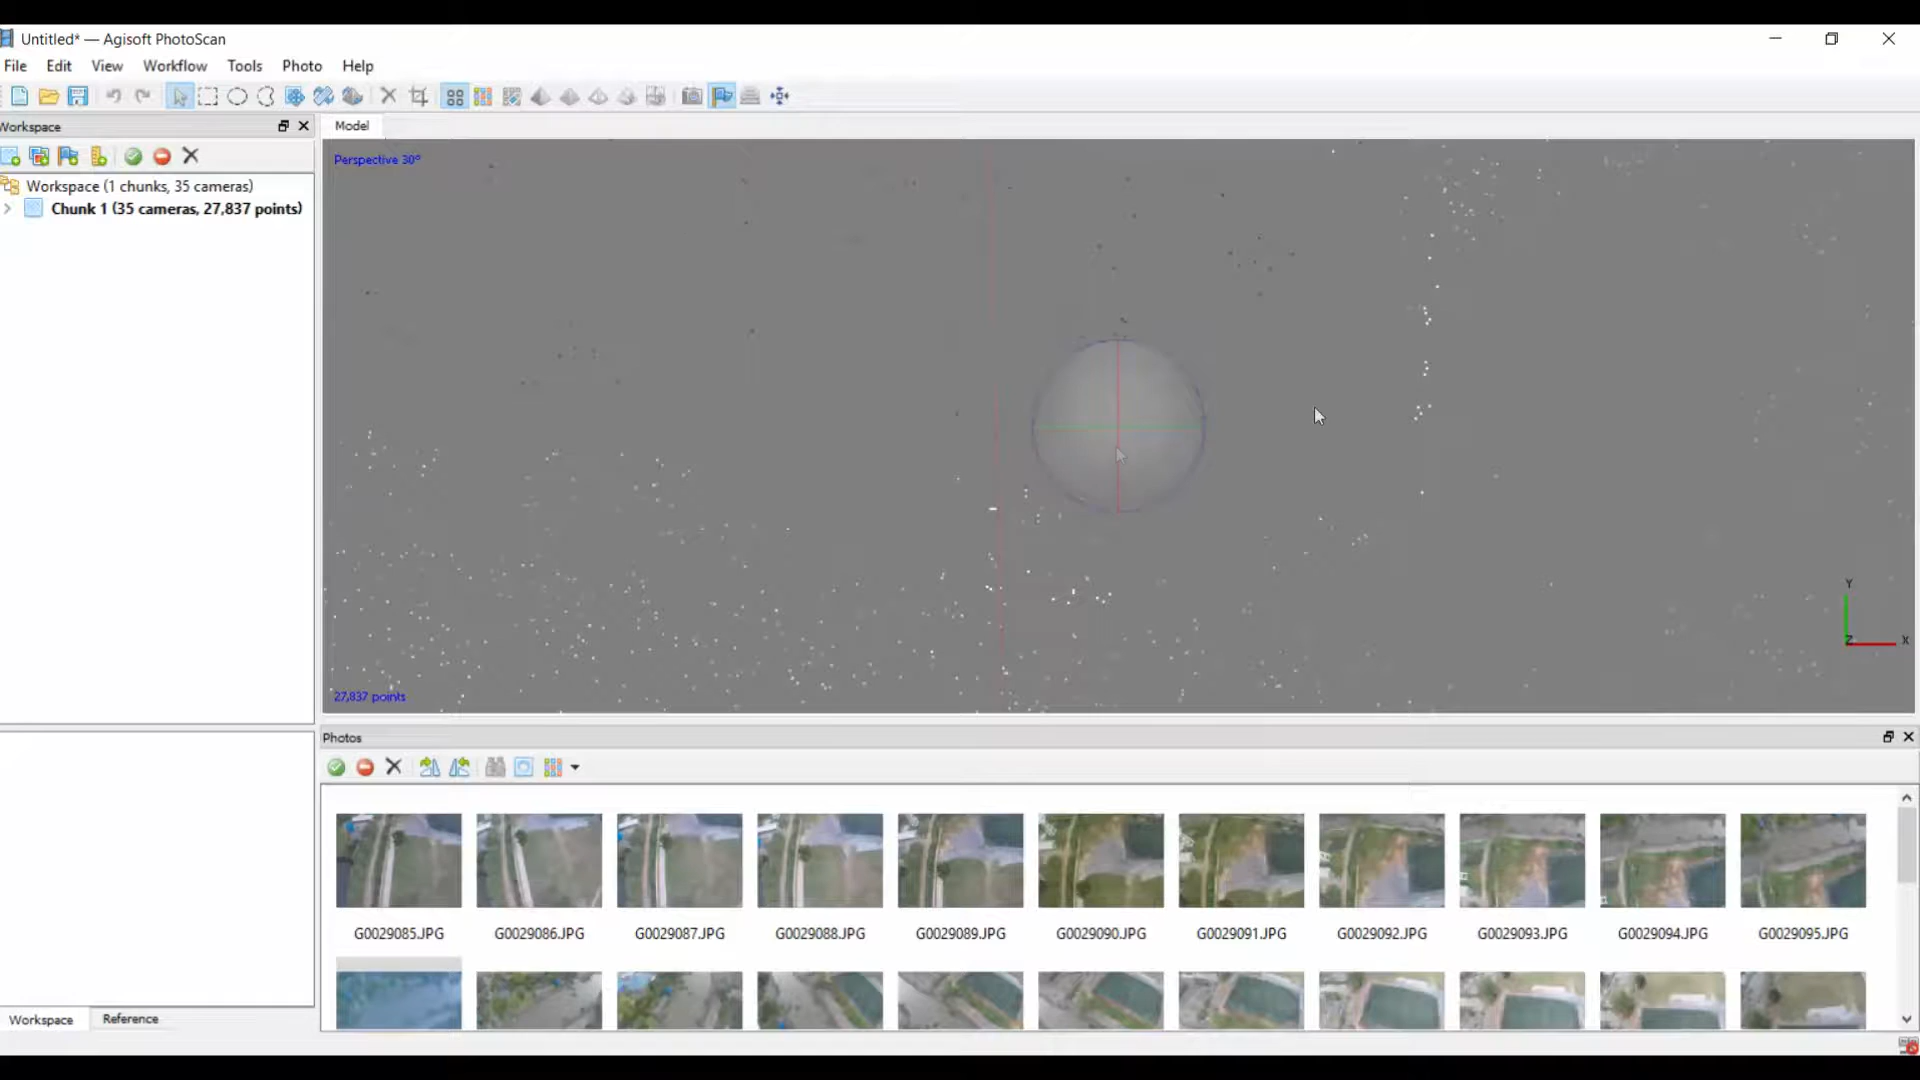 Untitled* — Agisoft PhotoScan
File Edit View Workflow Tools Photo Help
Workspace
Model
Perspective 30°
Workspace (1 chunks, 35 cameras)
Chunk 1 (35 cameras, 27,837 points)
Y
Z
X
27,837 points
Photos
G0029085.JPG G0029086.JPG G0029087.JPG G0029088.JPG G0029089.JPG G0029090.JPG G0029091.JPG G0029092.JPG G0029093.JPG G0029094.JPG G0029095.JPG
Workspace Reference